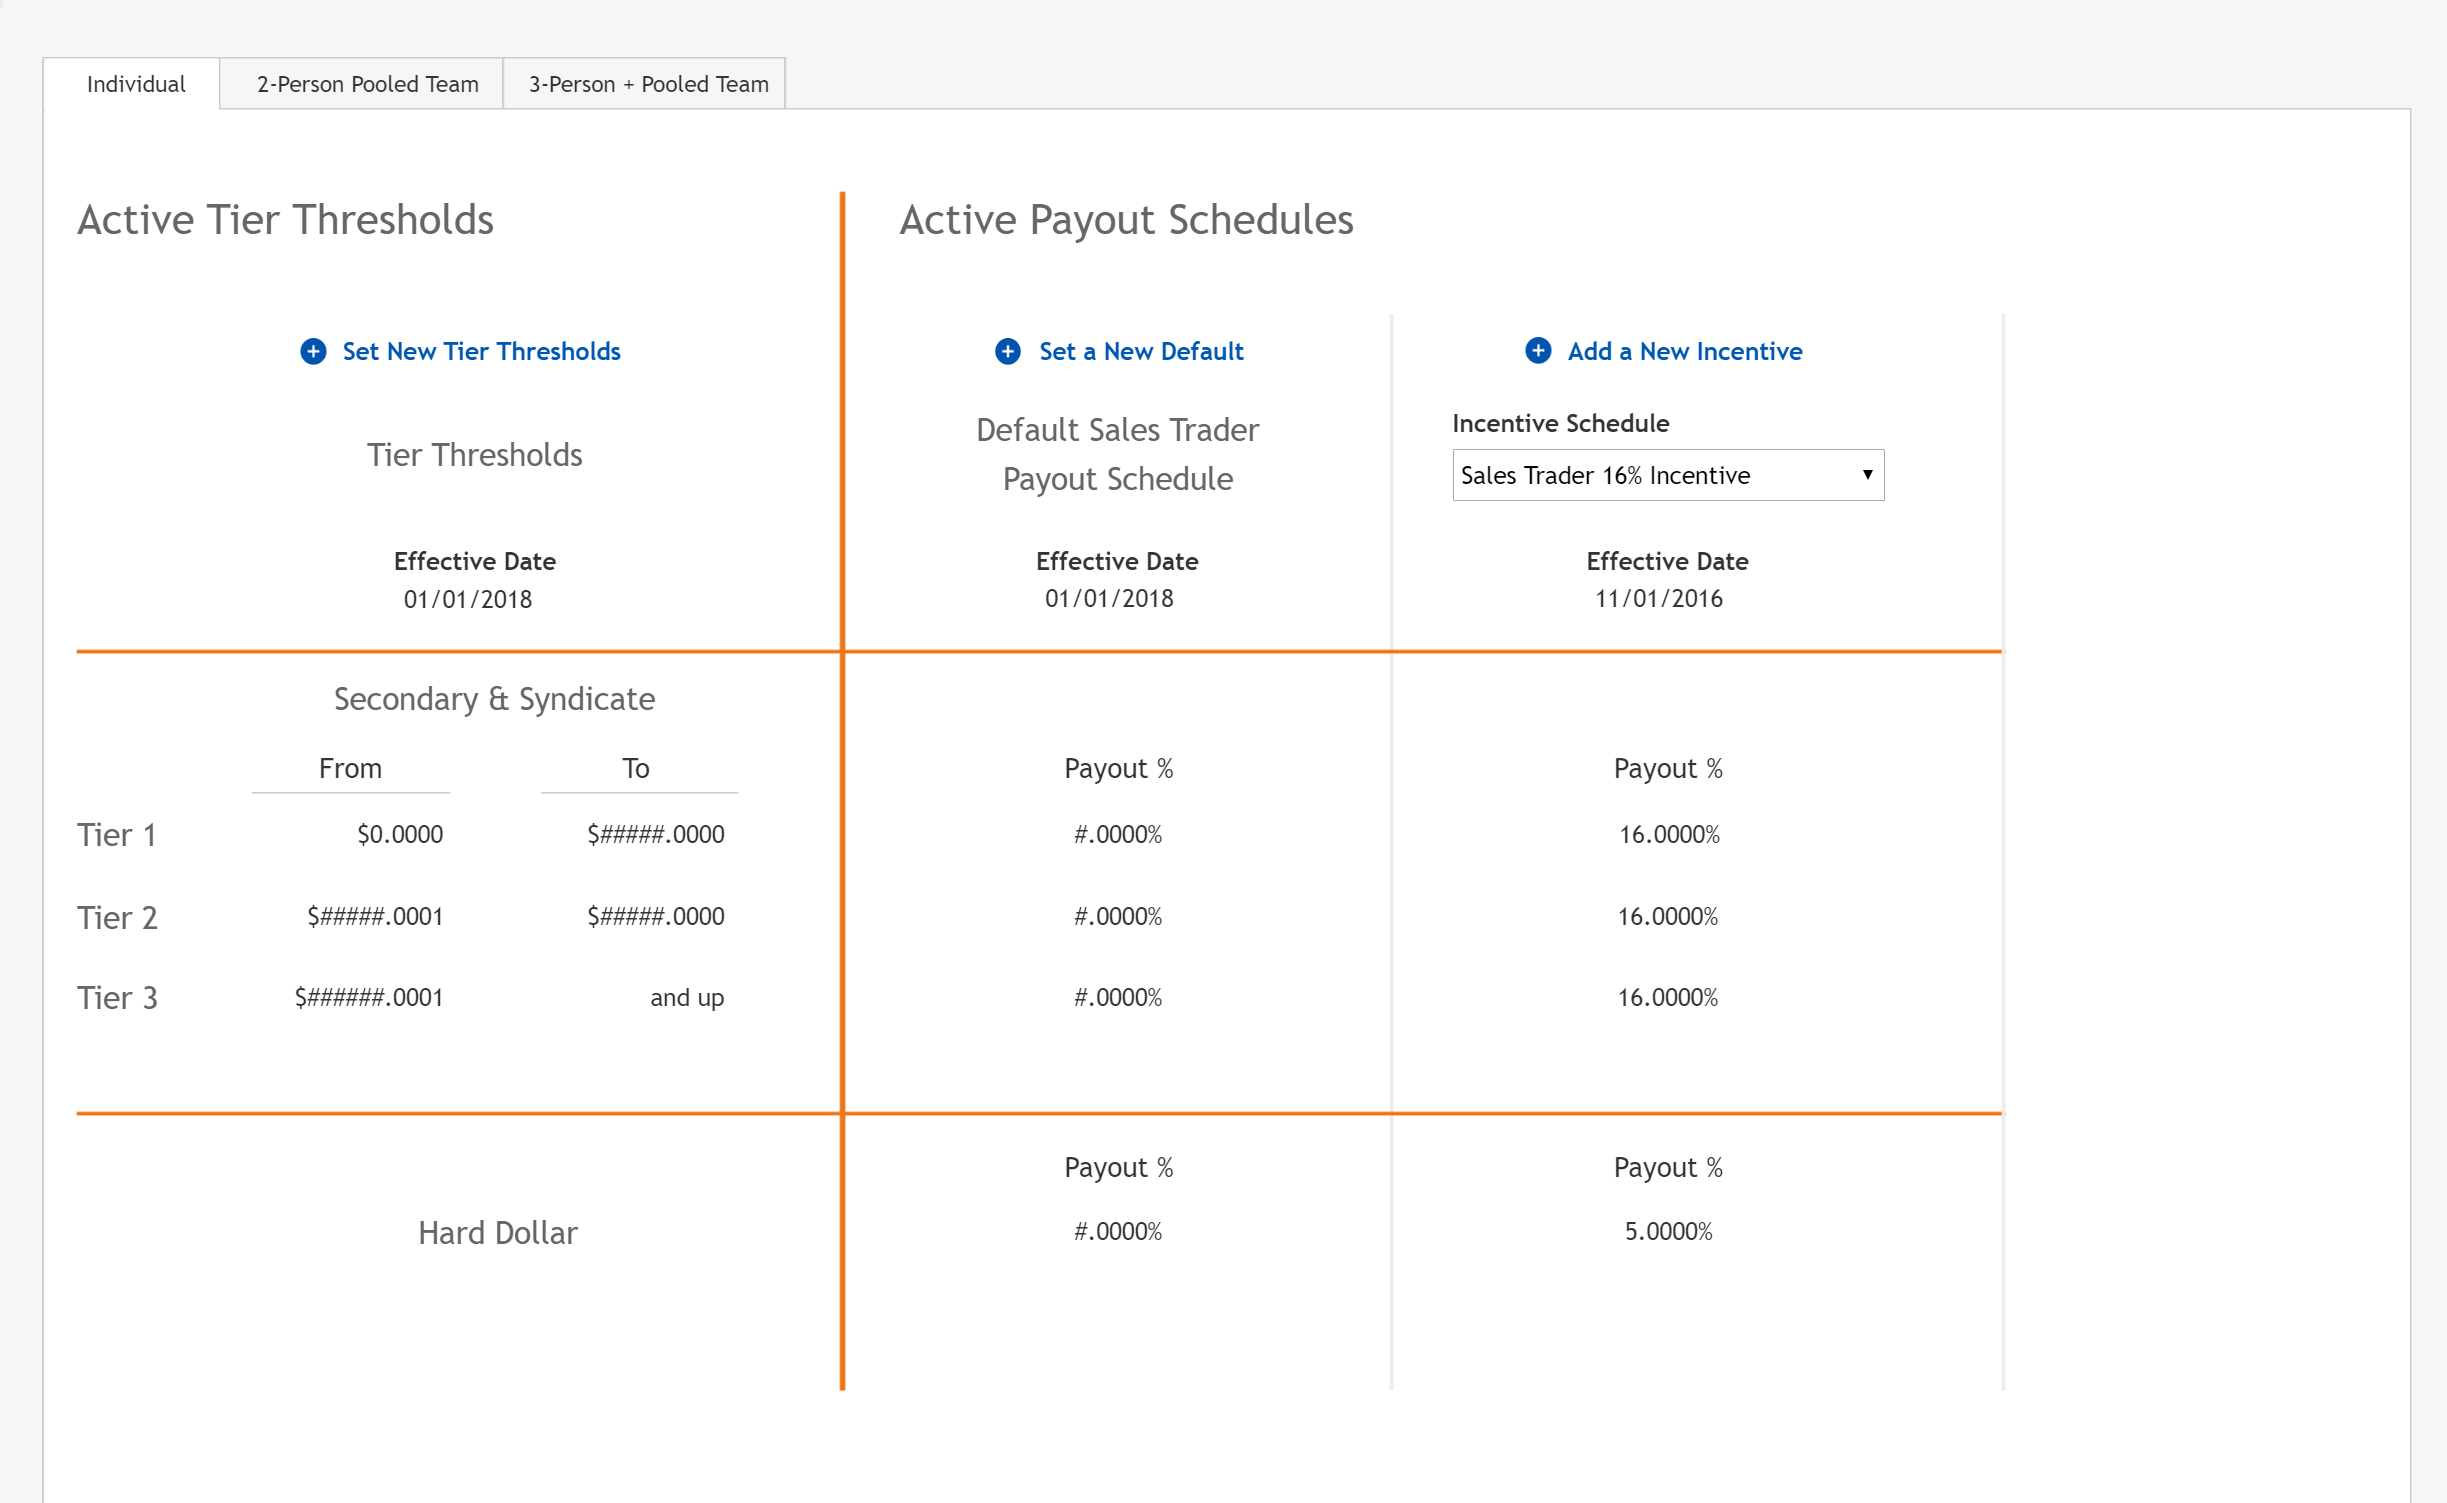 Individual
2-Person Pooled Team
3-Person + Pooled Team
Active Tier Thresholds
Active Payout Schedules
Set New Tier Thresholds
Set a New Default
Add a New Incentive
Tier Thresholds
Default Sales Trader
Payout Schedule
Incentive Schedule
Sales Trader 16% Incentive
Effective Date
01/01/2018
Effective Date
01/01/2018
Effective Date
11/01/2016
Secondary & Syndicate
From To Payout % Payout %
Tier 1 $0.0000 $#####.0000 #.0000% 16.0000%
Tier 2 $#####.0001 $#####.0000 #.0000% 16.0000%
Tier 3 $######.0001 and up #.0000% 16.0000%
Payout % Payout %
Hard Dollar #.0000% 5.0000%